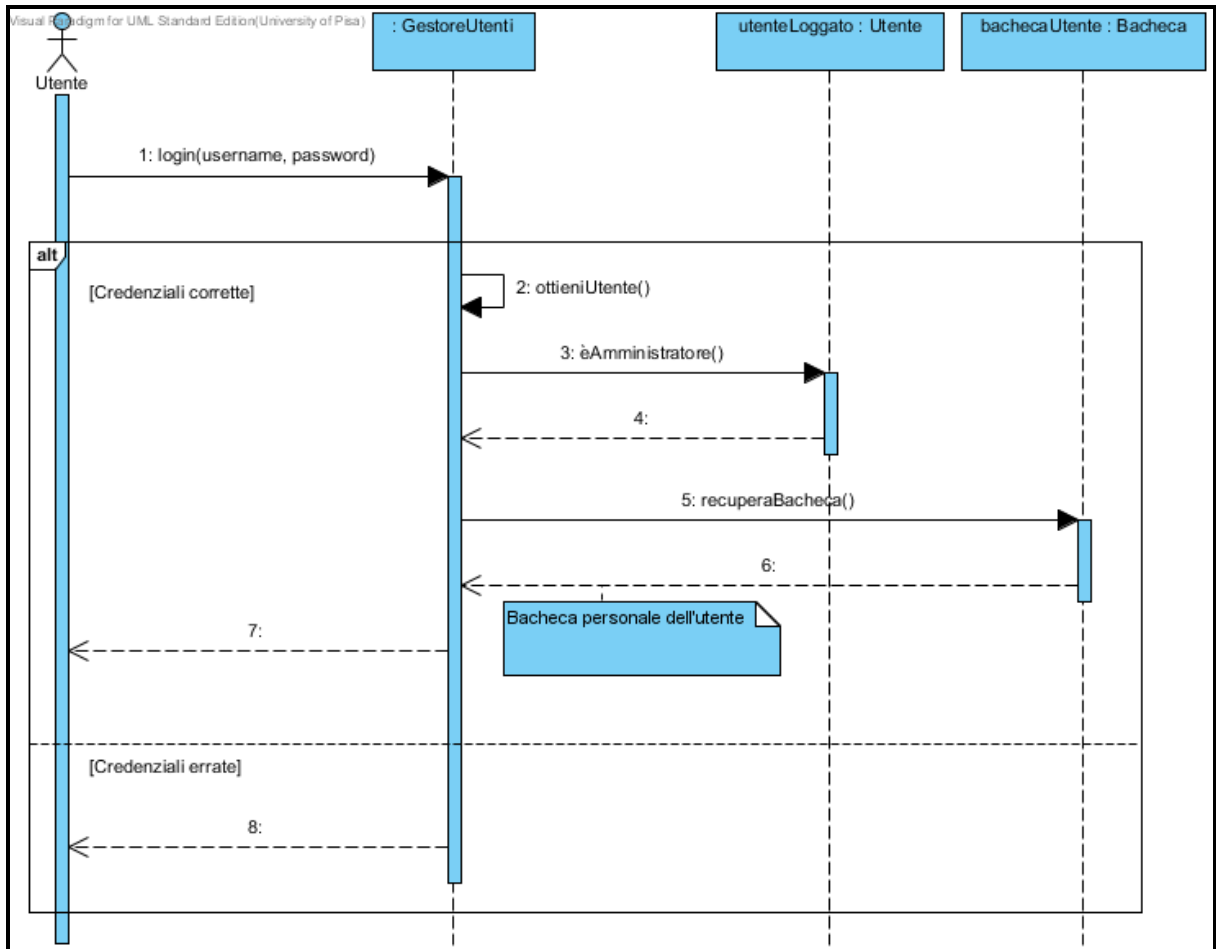 Visual Paradigm for UML Standard Edition(University of Pisa)
: GestoreUtenti
utenteLoggato : Utente
bachecaUtente : Bacheca
Utente
1: login(username, password)
alt
[Credenziali corrette]
2: ottieniUtente()
3: èAmministratore()
4:
5: recuperaBacheca()
6:
Bacheca personale dell'utente
7:
[Credenziali errate]
8: